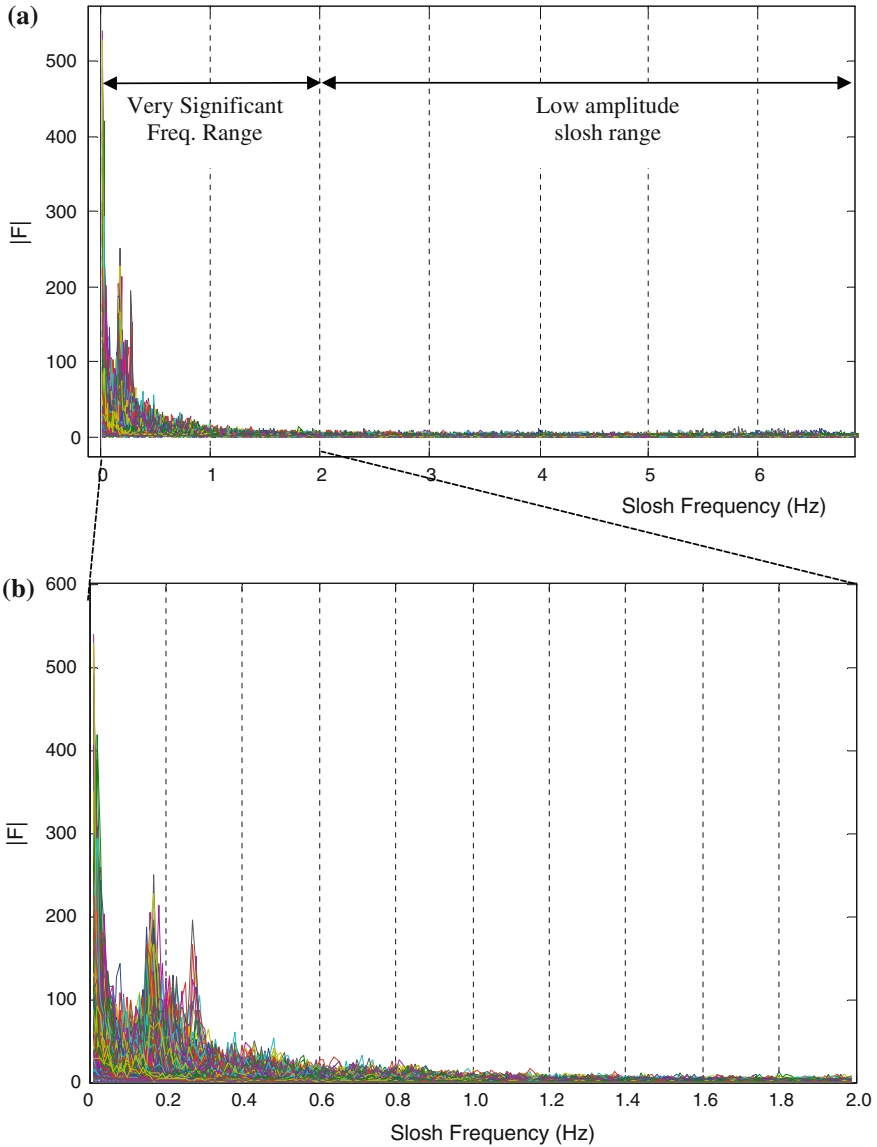 (a)
500
400
300
200
100
0
|F|
Very Significant
Freq. Range
Low amplitude
slosh range
0 1 2 3 4 5 6
Slosh Frequency (Hz)
(b)
600
500
400
300
200
100
0
|F|
0 0.2 0.4 0.6 0.8 1.0 1.2 1.4 1.6 1.8 2.0
Slosh Frequency (Hz)